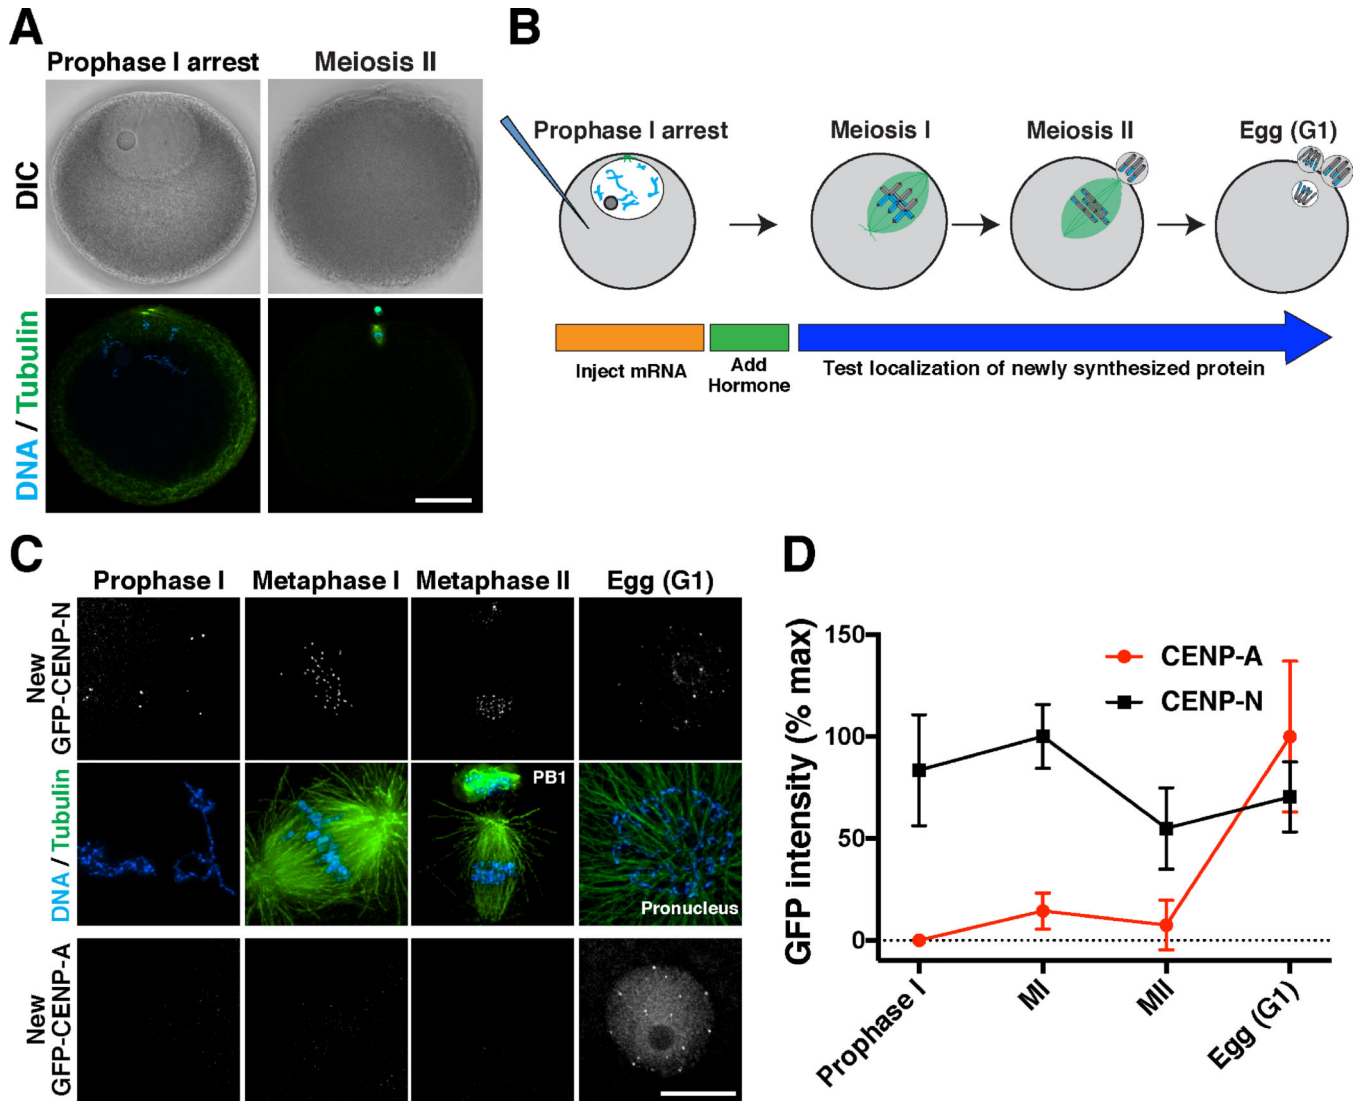 A
Prophase I arrest
Meiosis II
DIC
DNA / Tubulin
B
Prophase I arrest
Meiosis I
Meiosis II
Egg (G1)
Inject mRNA
Add
Hormone
Test localization of newly synthesized protein
C
Prophase I
Metaphase I
Metaphase II
Egg (G1)
New
GFP-CENP-N
DNA / Tubulin
PB1
Pronucleus
New
GFP-CENP-A
D
GFP intensity (% max)
150
100
50
0
CENP-A
CENP-N
Prophase I
MI
MII
Egg (G1)